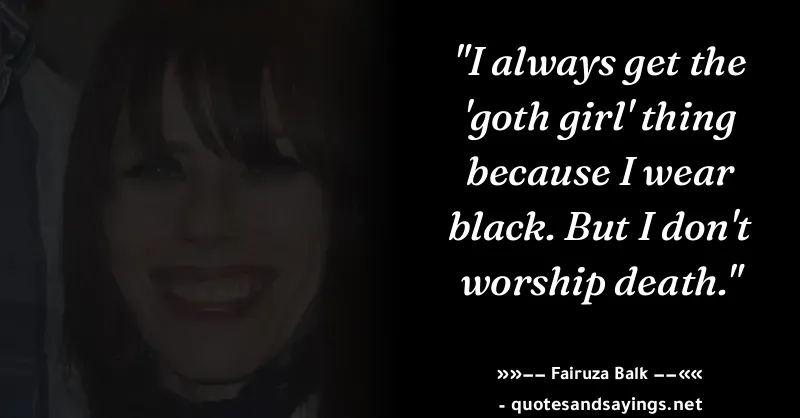 "I always get the
'goth girl' thing
because I wear
black. But I don't
worship death."
»»—— Fairuza Balk ——««
- quotesandsayings.net